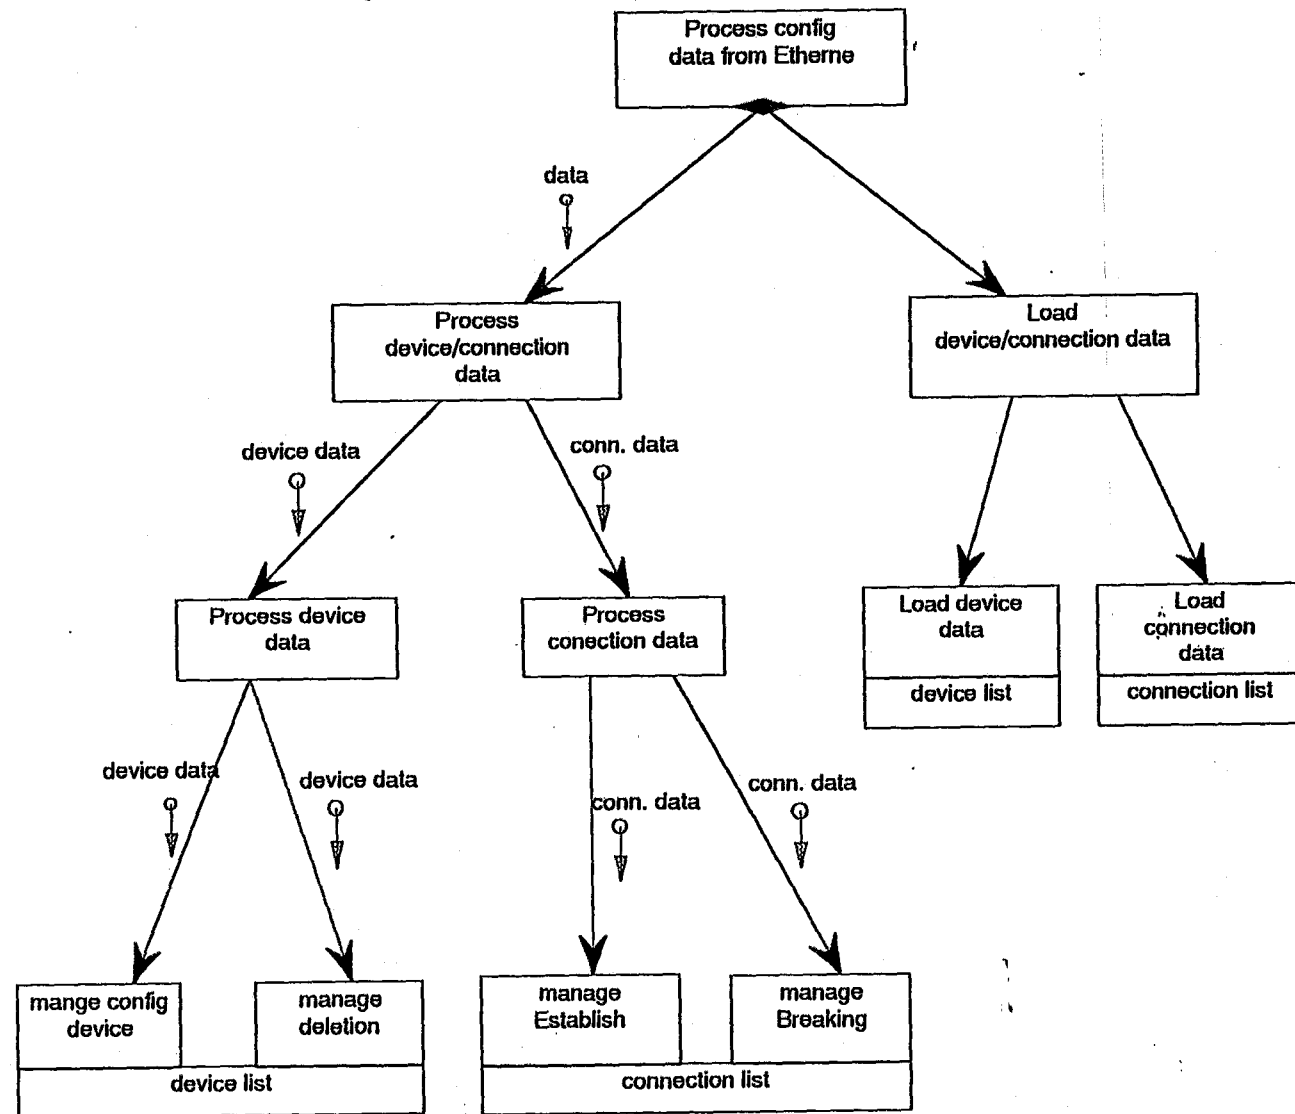 Process config
data from Etherne
data
Process
device/connection
data
Load
device/connection data
device data
conn. data
Process device
data
Process
conection data
Load device
data
device list
Load
connection
data
connection list
device data
device data
conn. data
conn. data
mange config
device
manage
deletion
device list
manage
Establish
manage
Breaking
connection list